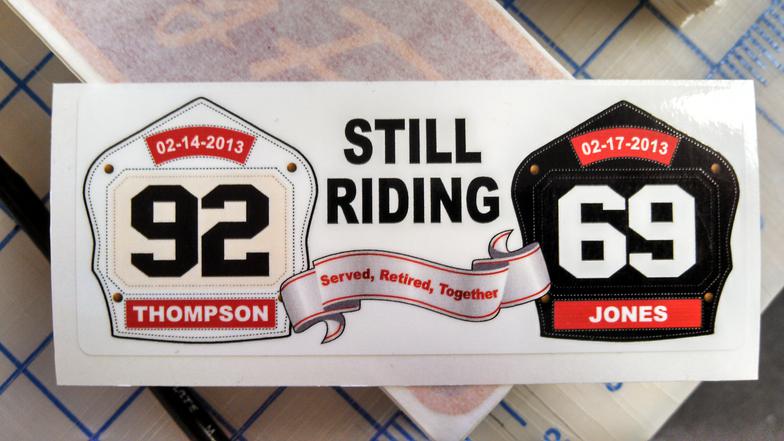 02-14-2013
92
THOMPSON
STILL
RIDING
Served, Retired, Together
02-17-2013
69
JONES